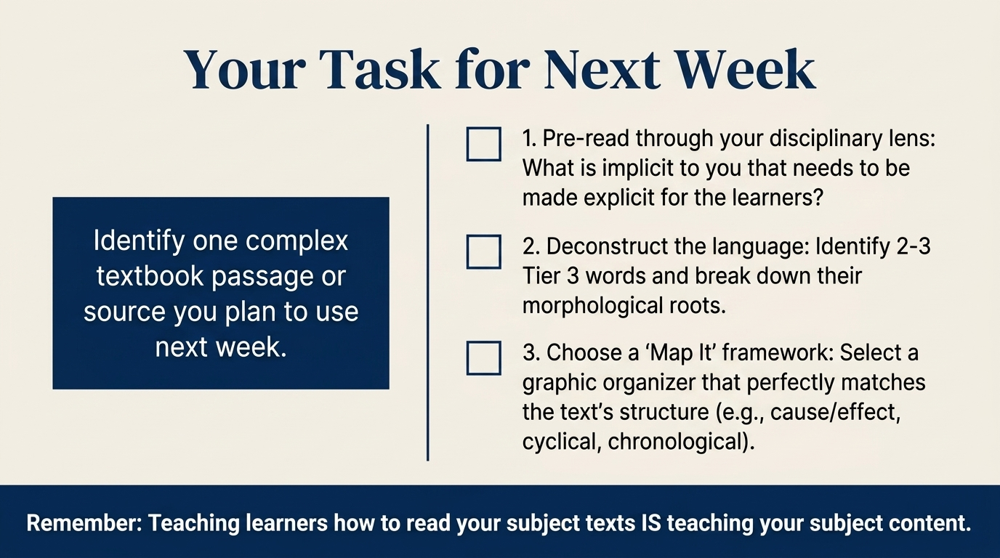 Your Task for Next Week
Identify one complex
textbook passage or
source you plan to use
next week.
1. Pre-read through your disciplinary lens:
What is implicit to you that needs to be
made explicit for the learners?
2. Deconstruct the language: Identify 2-3
Tier 3 words and break down their
morphological roots.
3. Choose a ‘Map It’ framework: Select a
graphic organizer that perfectly matches
the text’s structure (e.g., cause/effect,
cyclical, chronological).
Remember: Teaching learners how to read your subject texts IS teaching your subject content.